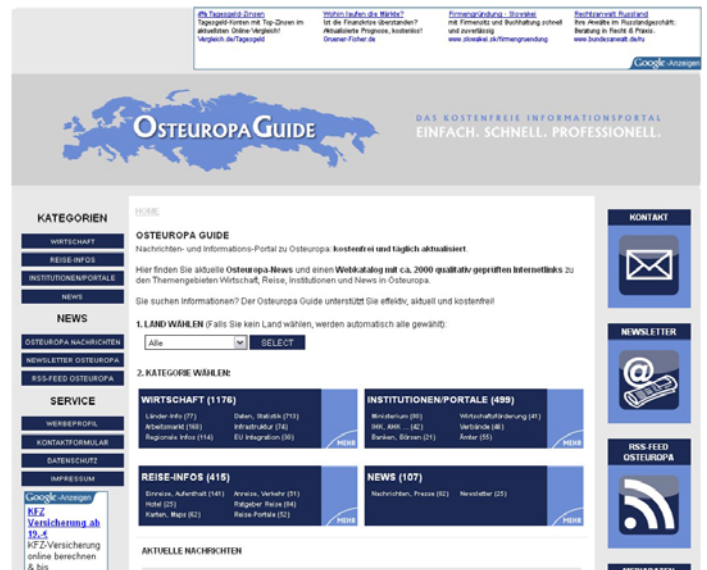 4% Tagesgeld-Zinsen
Tagesgeld-Konten mit Top-Zinsen im
aktuellsten Online-Vergleich!
Vergleich.de/Tagesgeld
Wohin laufen die Märkte?
Ist die Finanzkrise überstanden?
Aktualisierte Prognose, kostenlos!
Gruener-Fisher.de
Firmengründung - Slowakei
mit Firmensitz und Buchhaltung schnell
und zuverlässig
www.slowakei.sk/firmengruendung
Rechtsanwalt Russland
Ihre Anwälte im Russlandgeschäft:
Beratung in Recht & Praxis.
www.bundesanwalt.de/ru
Google-Anzeigen
OSTEUROPAGUIDE
DAS KOSTENFREIE INFORMATIONSPORTAL
EINFACH. SCHNELL. PROFESSIONELL.
KATEGORIEN
WIRTSCHAFT
REISE-INFOS
INSTITUTIONEN/PORTALE
NEWS
NEWS
OSTEUROPA NACHRICHTEN
NEWSLETTER OSTEUROPA
RSS-FEED OSTEUROPA
SERVICE
WERBEPROFIL
KONTAKTFORMULAR
DATENSCHUTZ
IMPRESSUM
Google-Anzeigen
KFZ
Versicherung ab
19,-€
KFZ-Versicherung
online berechnen
& bis
HOME
OSTEUROPA GUIDE
Nachrichten- und Informations-Portal zu Osteuropa: kostenfrei und täglich aktualisiert.
Hier finden Sie aktuelle Osteuropa-News und einen Webkatalog mit ca. 2000 qualitativ geprüften Internetlinks zu
den Themengebieten Wirtschaft, Reise, Institutionen und News in Osteuropa.
Sie suchen Informationen? Der Osteuropa Guide unterstützt Sie effektiv, aktuell und kostenfrei!
1. LAND WÄHLEN (Falls Sie kein Land wählen, werden automatisch alle gewählt):
Alle
SELECT
2. KATEGORIE WÄHLEN:
WIRTSCHAFT (1176)
Länder-Info (77) Daten, Statistik (713)
Arbeitsmarkt (168) Infrastruktur (74)
Regionale Infos (114) EU Integration (30)
MEHR
INSTITUTIONEN/PORTALE (499)
Ministerium (80) Wirtschaftsförderung (41)
IHK, AHK ... (42) Verbände (48)
Banken, Börsen (21) Ämter (55)
MEHR
REISE-INFOS (415)
Einreise, Aufenthalt (141) Anreise, Verkehr (51)
Hotel (25) Ratgeber Reise (84)
Karten, Maps (62) Reise-Portale (52)
MEHR
NEWS (107)
Nachrichten, Presse (82) Newsletter (25)
MEHR
AKTUELLE NACHRICHTEN
KONTAKT
NEWSLETTER
RSS-FEED
OSTEUROPA
MEDIADATEN